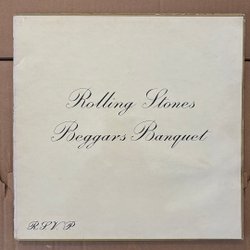 Rolling Stones
Beggars Banquet
R.S.V.P.